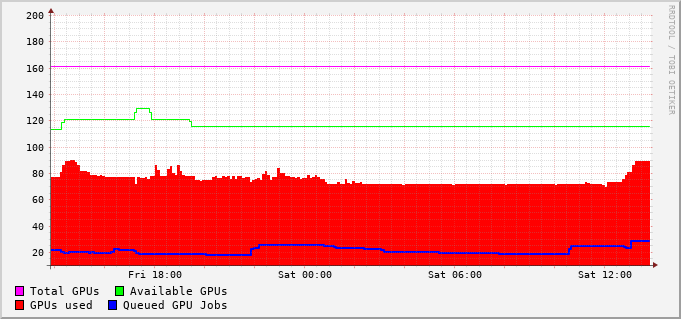 200
180
160
140
120
100
80
60
40
20
Fri 18:00 Sat 00:00 Sat 06:00 Sat 12:00
Total GPUs Available GPUs
GPUs used Queued GPU Jobs
RRDTOOL / TOBI OETIKER